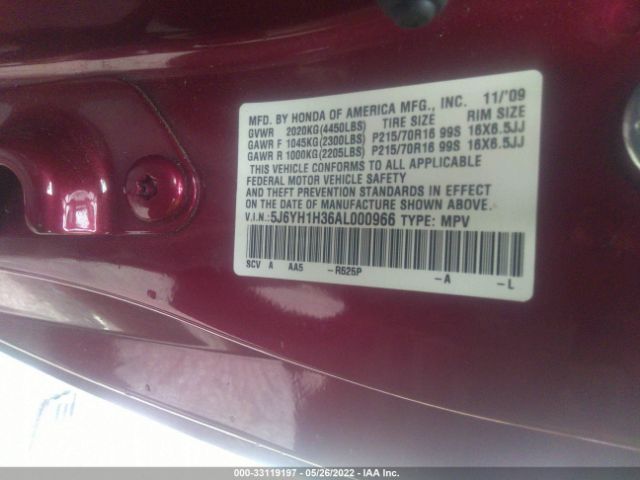 MFD. BY HONDA OF AMERICA MFG., INC. 11/'09
GVWR 2020KG(4450LBS) TIRE SIZE RIM SIZE
GAWR F 1045KG(2300LBS) P215/70R16 99S 16X6.5JJ
GAWR R 1000KG(2205LBS) P215/70R16 99S 16X6.5JJ
THIS VEHICLE CONFORMS TO ALL APPLICABLE
FEDERAL MOTOR VEHICLE SAFETY
AND THEFT PREVENTION STANDARDS IN EFFECT
ON THE DATE OF MANUFACTURE SHOWN ABOVE.
V.I.N.: 5J6YH1H36AL000966 TYPE: MPV
SCV A AA5 -R525P -A -L
000-33119197 - 05/26/2022 - IAA Inc.